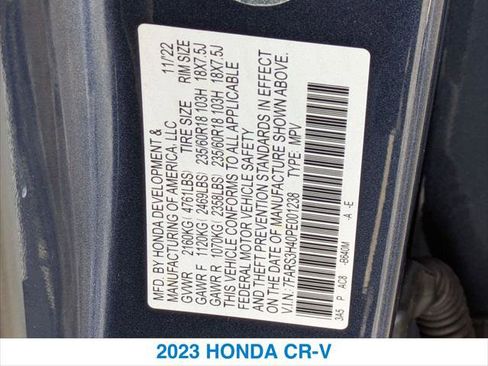 MFD. BY HONDA DEVELOPMENT & 11/'22
MANUFACTURING OF AMERICA, LLC
GVWR 2160KG( 4761LBS) TIRE SIZE RIM SIZE
GAWR F 1120KG( 2469LBS) 235/60R18 103H 18X7.5J
GAWR R 1070KG( 2358LBS) 235/60R18 103H 18X7.5J
THIS VEHICLE CONFORMS TO ALL APPLICABLE
FEDERAL MOTOR VEHICLE SAFETY
AND THEFT PREVENTION STANDARDS IN EFFECT
ON THE DATE OF MANUFACTURE SHOWN ABOVE.
V.I.N.: 7FARS3H40PE001238 TYPE: MPV
3A5 P AC8 -B640M -A -E
2023 HONDA CR-V